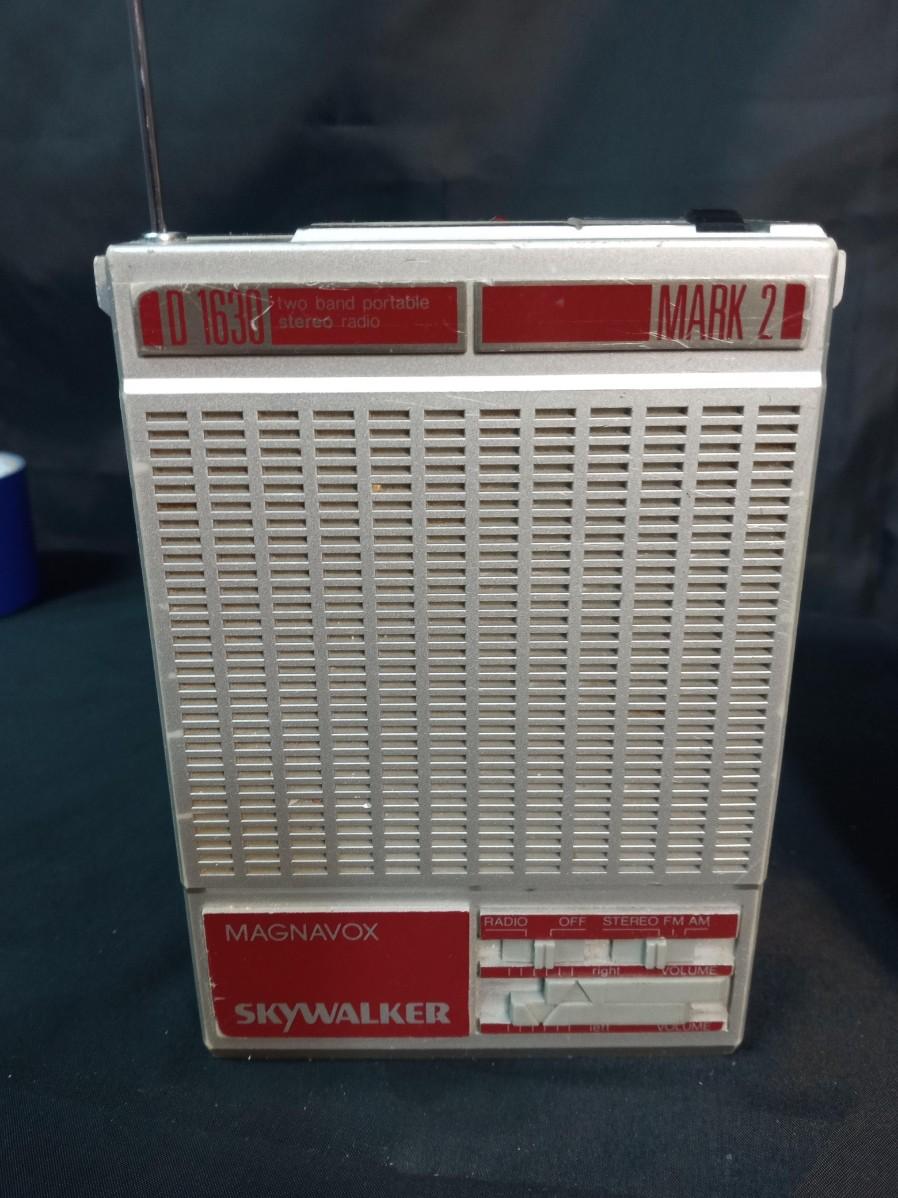 D 1630
two band portable
stereo radio
MARK 2
MAGNAVOX
SKYWALKER
RADIO OFF STEREO FM AM
right VOLUME
left VOLUME